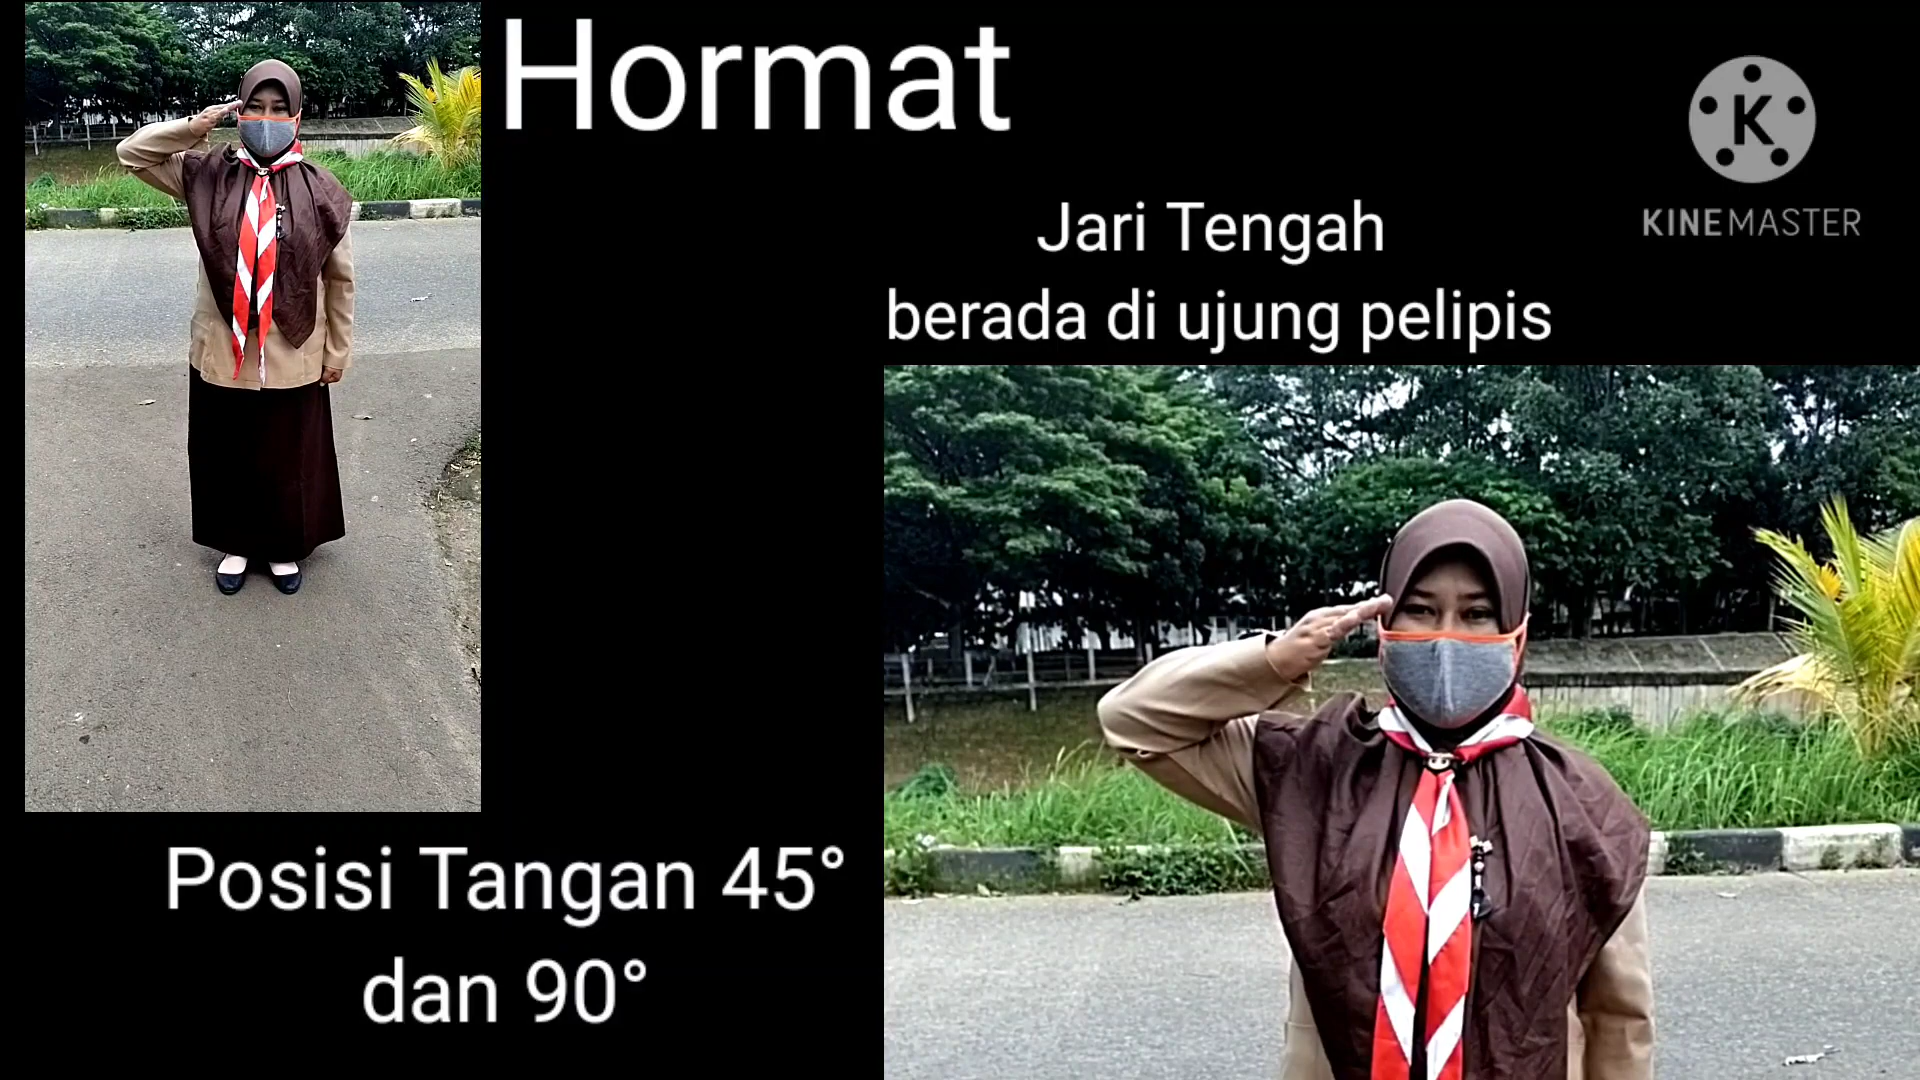 Hormat
Jari Tengah
berada di ujung pelipis
Posisi Tangan 45°
dan 90°
K
KINEMASTER